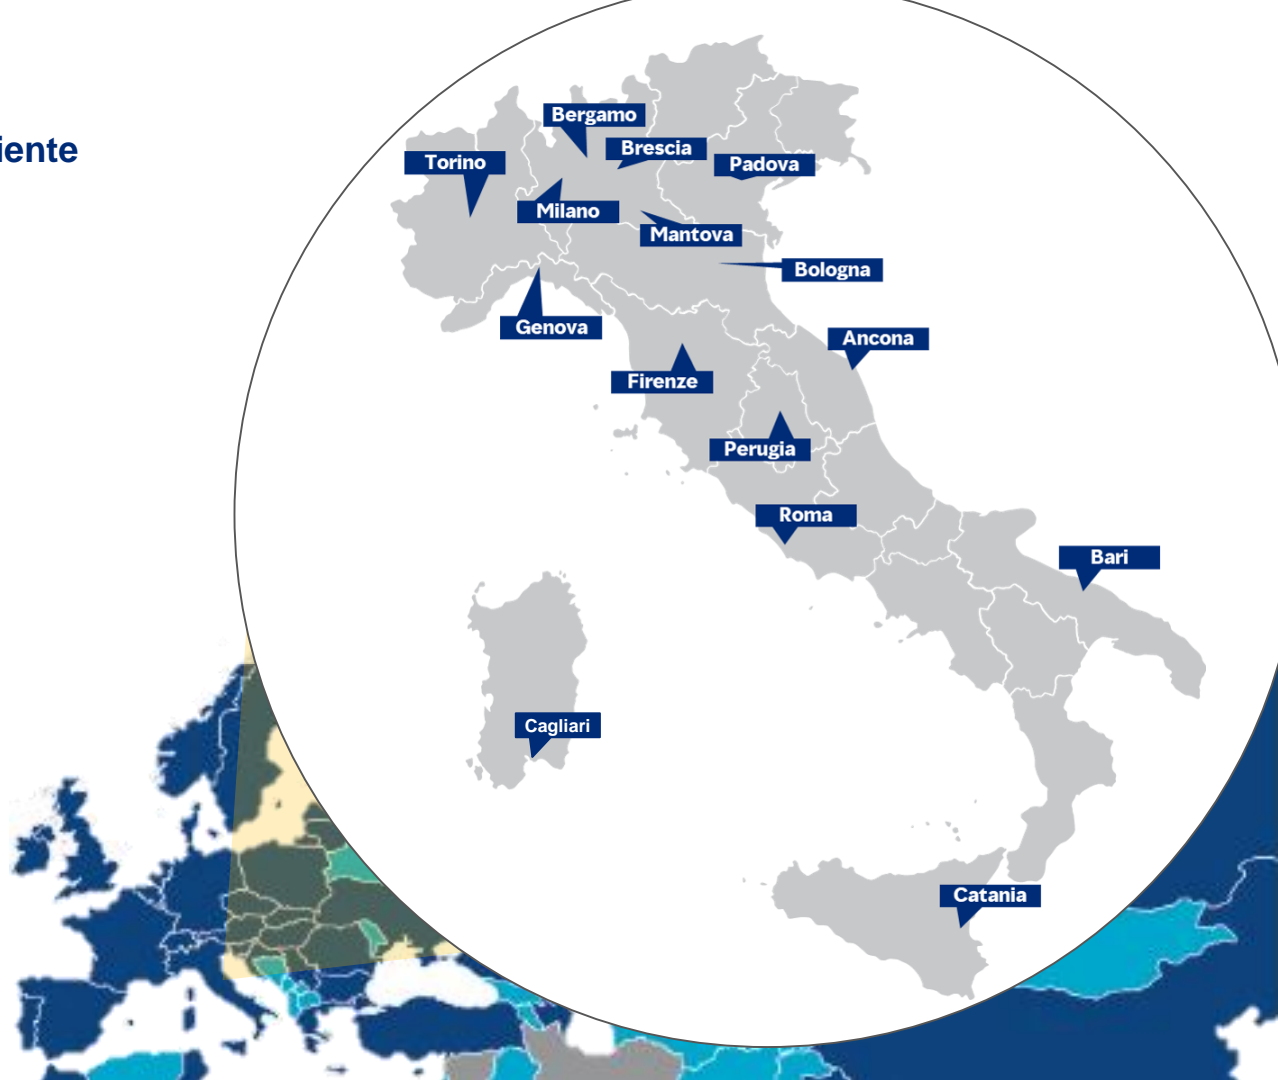 iente
Bergamo
Brescia
Torino
Padova
Milano
Mantova
Bologna
Genova
Ancona
Firenze
Perugia
Roma
Bari
Cagliari
Catania